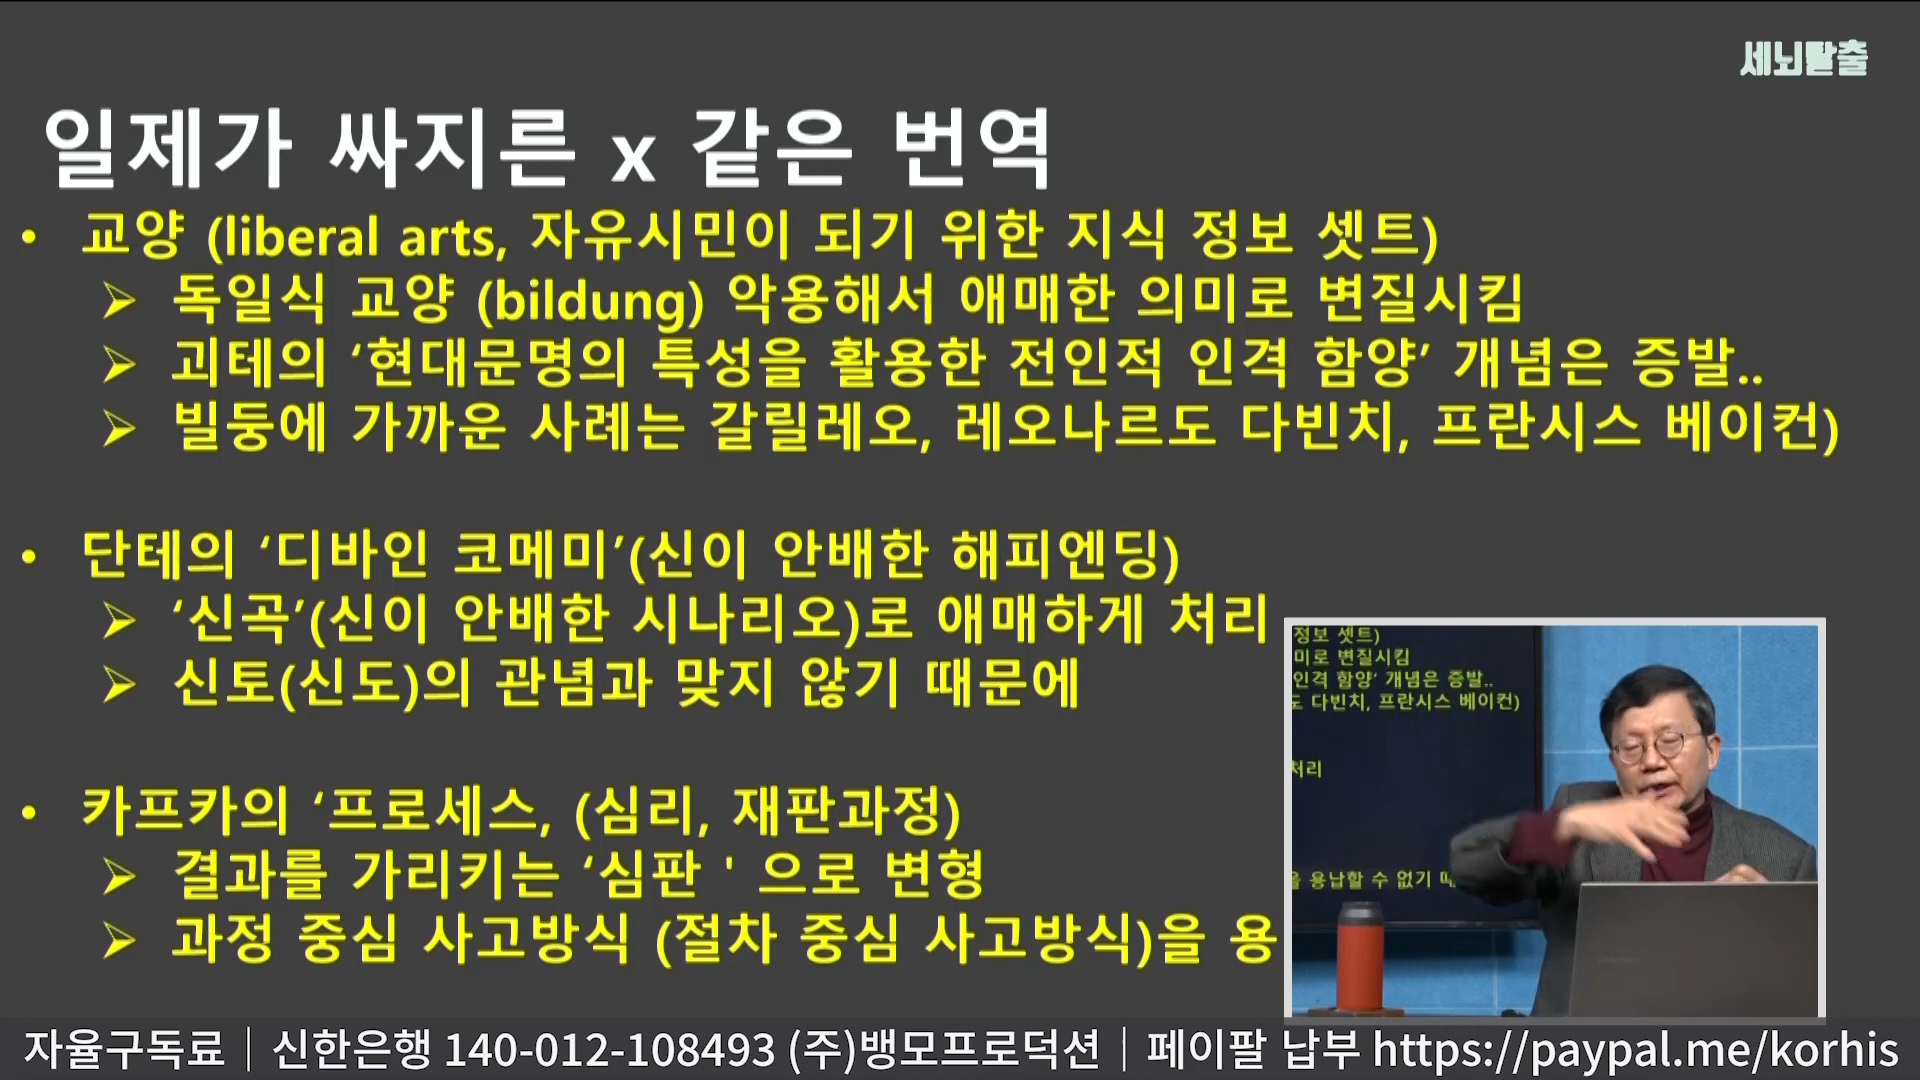 세뇌탈출
일제가 싸지른 x 같은 번역
• 교양 (liberal arts, 자유시민이 되기 위한 지식 정보 셋트)
➢ 독일식 교양 (bildung) 악용해서 애매한 의미로 변질시킴
➢ 괴테의 ‘현대문명의 특성을 활용한 전인적 인격 함양’ 개념은 증발..
➢ 빌둥에 가까운 사례는 갈릴레오, 레오나르도 다빈치, 프란시스 베이컨)
• 단테의 ‘디바인 코메미’(신이 안배한 해피엔딩)
➢ ‘신곡’(신이 안배한 시나리오)로 애매하게 처리
➢ 신토(신도)의 관념과 맞지 않기 때문에
• 카프카의 ‘프로세스, (심리, 재판과정)
➢ 결과를 가리키는 ‘심판 ' 으로 변형
➢ 과정 중심 사고방식 (절차 중심 사고방식)을 용
정보 셋트)
미로 변질시킴
인격 함양’ 개념은 증발..
도 다빈치, 프란시스 베이컨)
처리
을 용납할 수 없기
자율구독료｜신한은행 140-012-108493 (주)뱅모프로덕션｜페이팔 납부 https://paypal.me/korhis